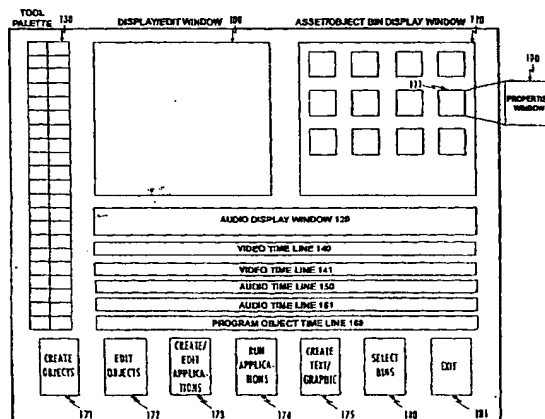 TOOL PALETTE 130
DISPLAY/EDIT WINDOW 100
ASSET/OBJECT BIN DISPLAY WINDOW 110
170
PROPERTIES WINDOW
AUDIO DISPLAY WINDOW 120
VIDEO TIME LINE 140
VIDEO TIME LINE 141
AUDIO TIME LINE 150
AUDIO TIME LINE 151
PROGRAM OBJECT TIME LINE 160
CREATE OBJECTS
EDIT OBJECTS
CREATE/ EDIT APPLICA- TIONS
RUN APPLICA- TIONS
CREATE TEXT/ GRAPHIC
SELECT BINS
EXIT
171
172
173
174
175
180
181